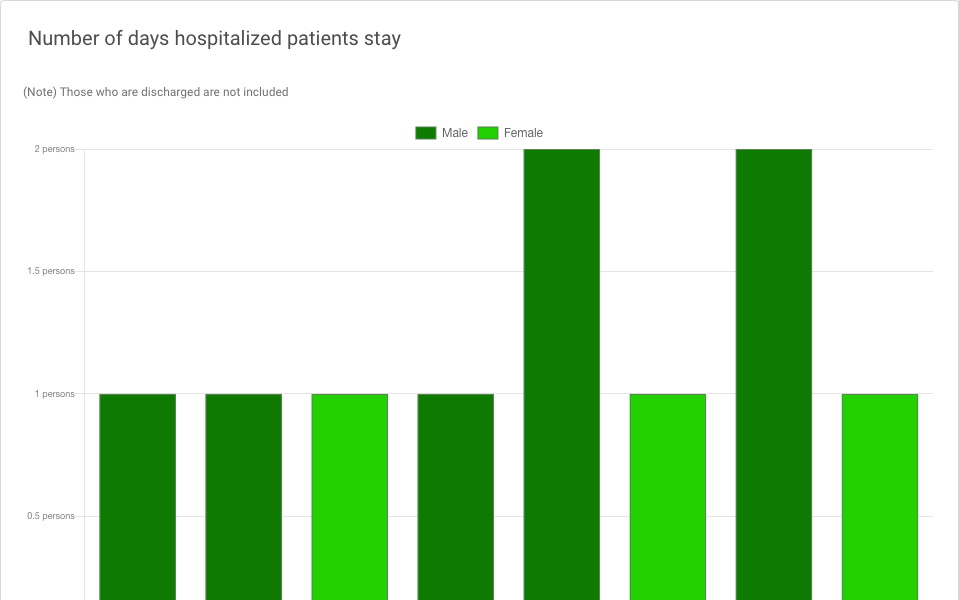 Number of days hospitalized patients stay
(Note) Those who are discharged are not included
Male Female
2 persons
1.5 persons
1 persons
0.5 persons